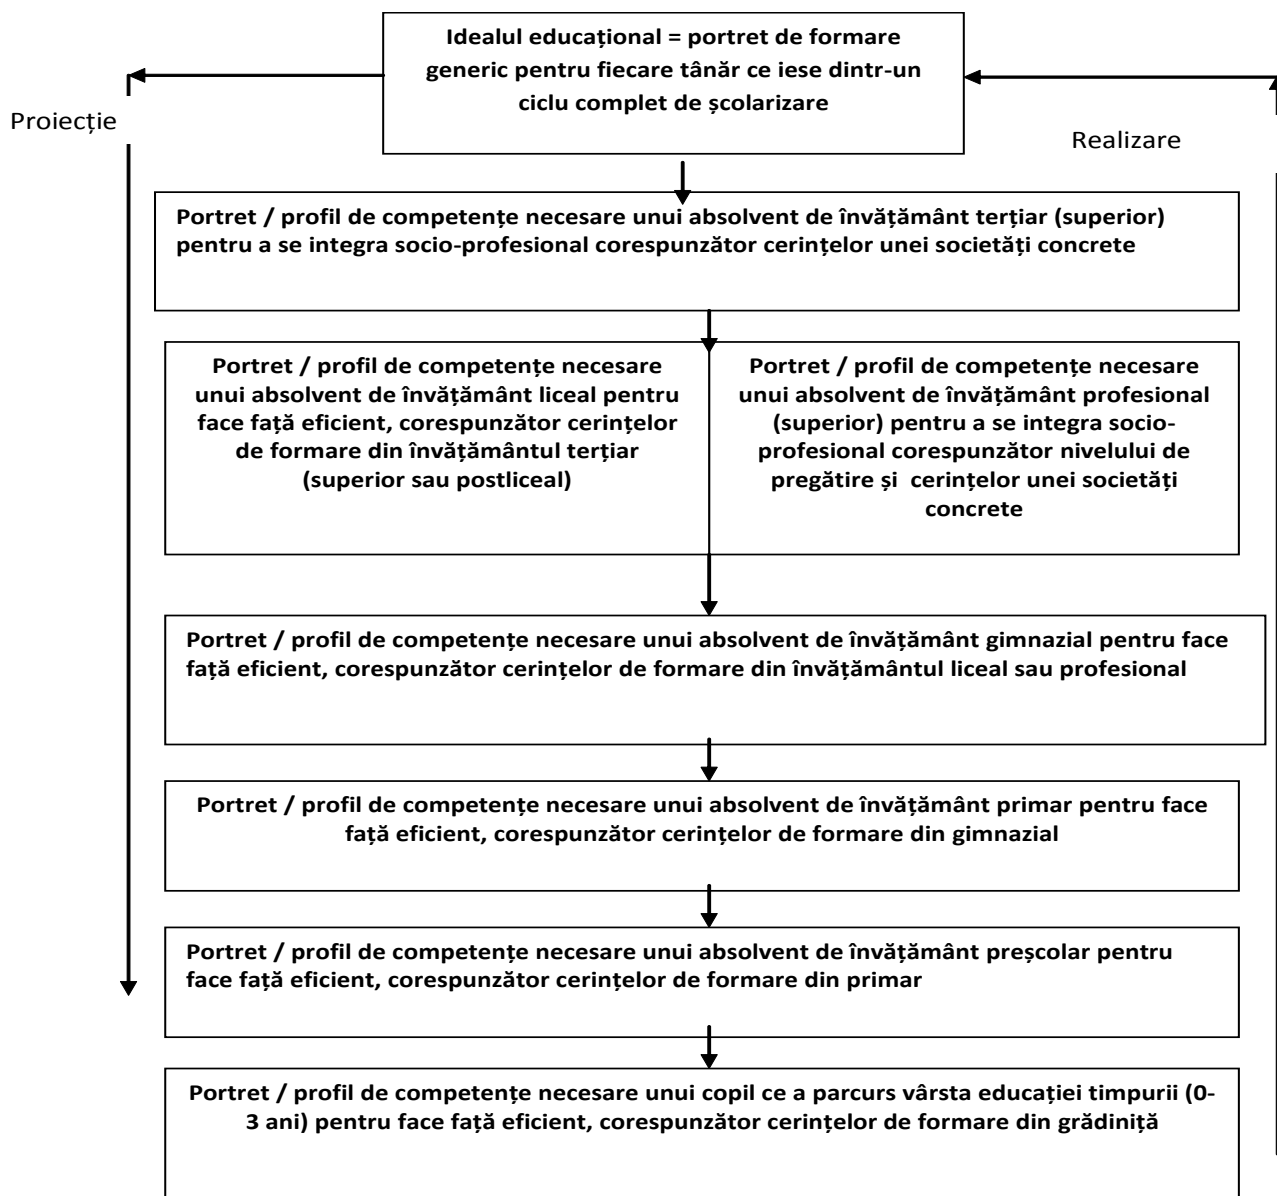 Idealul educațional = portret de formare
generic pentru fiecare tânăr ce iese dintr-un
ciclu complet de școlarizare
Proiecție
Realizare
Portret / profil de competențe necesare unui absolvent de învățământ terțiar (superior)
pentru a se integra socio-profesional corespunzător cerințelor unei societăți concrete
Portret / profil de competențe necesare
unui absolvent de învățământ liceal pentru
face față eficient, corespunzător cerințelor
de formare din învățământul terțiar
(superior sau postliceal)
Portret / profil de competențe necesare
unui absolvent de învățământ profesional
(superior) pentru a se integra socio-
profesional corespunzător nivelului de
pregătire și  cerințelor unei societăți
concrete
Portret / profil de competențe necesare unui absolvent de învățământ gimnazial pentru face
față eficient, corespunzător cerințelor de formare din învățământul liceal sau profesional
Portret / profil de competențe necesare unui absolvent de învățământ primar pentru face
față eficient, corespunzător cerințelor de formare din gimnazial
Portret / profil de competențe necesare unui absolvent de învățământ preșcolar pentru
face față eficient, corespunzător cerințelor de formare din primar
Portret / profil de competențe necesare unui copil ce a parcurs vârsta educației timpurii (0-
3 ani) pentru face față eficient, corespunzător cerințelor de formare din grădiniță